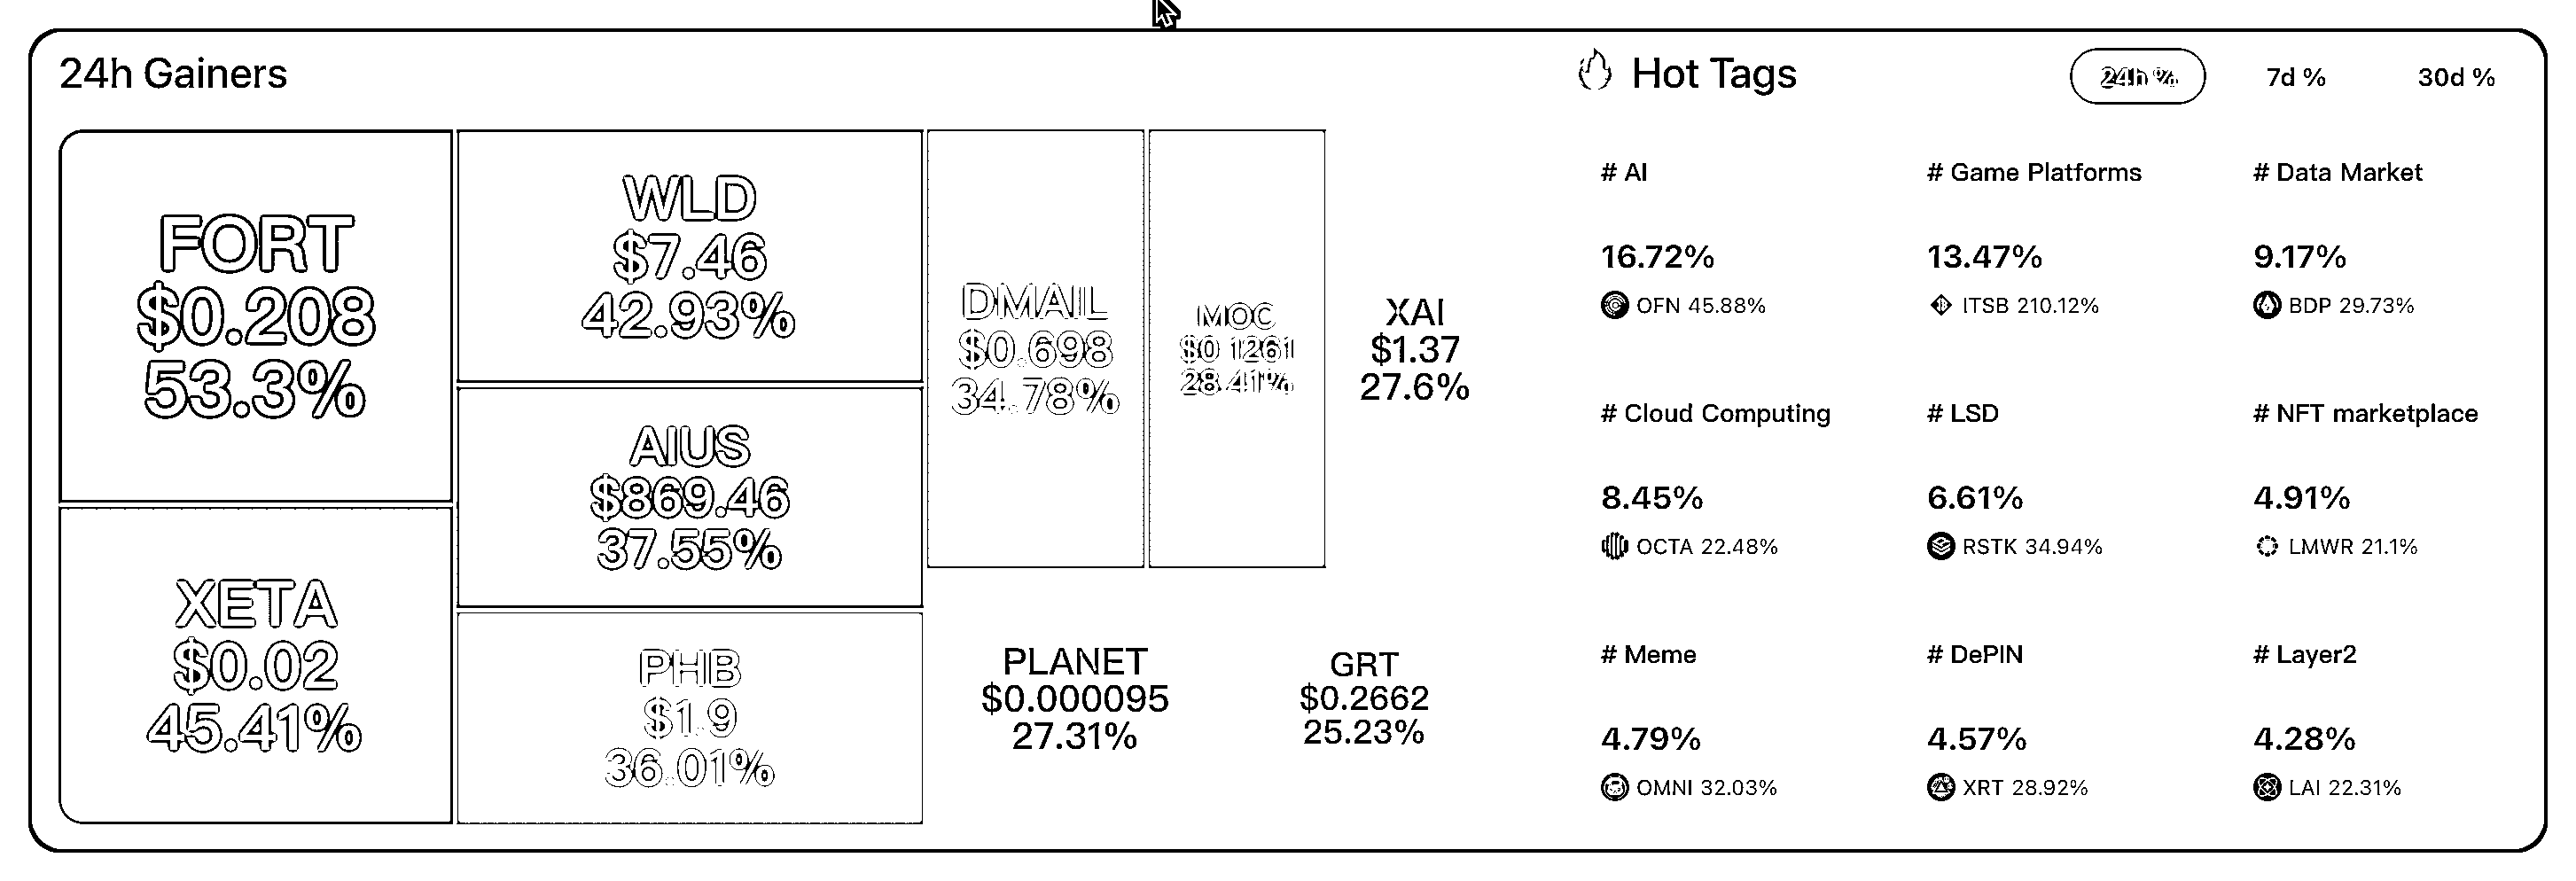 24h Gainers
FORT
$0.208
53.3%
XETA
$0.02
45.41%
WLD
$7.46
42.93%
AIUS
$869.46
37.55%
PHB
$1.9
36.01%
DMAIL
$0.698
34.78%
MOC
$0.1261
28.41%
XAI
$1.37
27.6%
PLANET
$0.000095
27.31%
GRT
$0.2662
25.23%
Hot Tags
24h % 7d % 30d %
# AI
16.72%
OFN 45.88%
# Game Platforms
13.47%
ITSB 210.12%
# Data Market
9.17%
BDP 29.73%
# Cloud Computing
8.45%
OCTA 22.48%
# LSD
6.61%
RSTK 34.94%
# NFT marketplace
4.91%
LMWR 21.1%
# Meme
4.79%
OMNI 32.03%
# DePIN
4.57%
XRT 28.92%
# Layer2
4.28%
LAI 22.31%